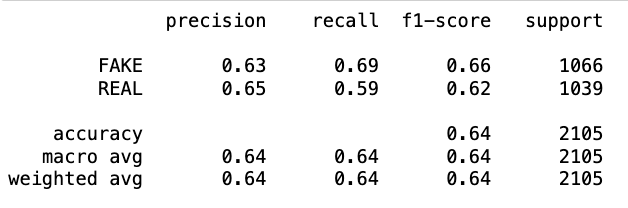 precision recall f1-score support
FAKE 0.63 0.69 0.66 1066
REAL 0.65 0.59 0.62 1039
accuracy 0.64 2105
macro avg 0.64 0.64 0.64 2105
weighted avg 0.64 0.64 0.64 2105